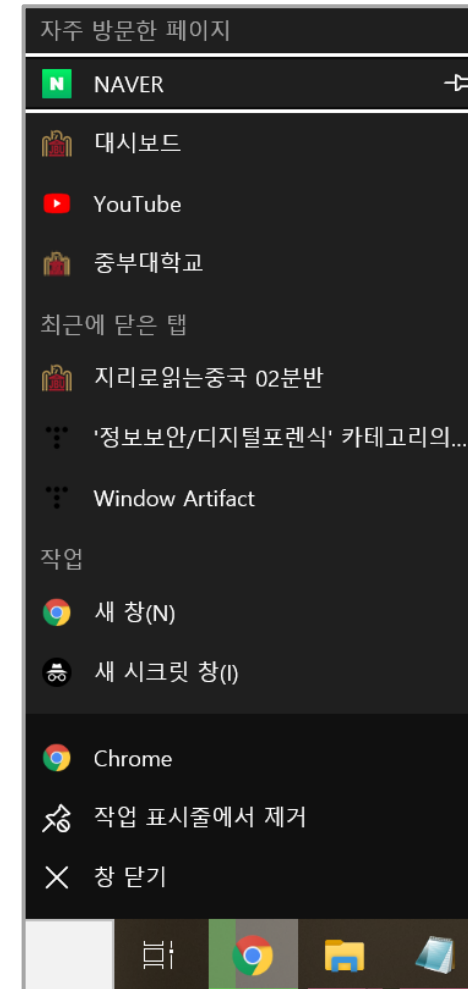 자주 방문한 페이지
NAVER
대시보드
YouTube
중부대학교
최근에 닫은 탭
지리로읽는중국 02분반
'정보보안/디지털포렌식' 카테고리의...
Window Artifact
작업
새 창(N)
새 시크릿 창(I)
Chrome
작업 표시줄에서 제거
창 닫기